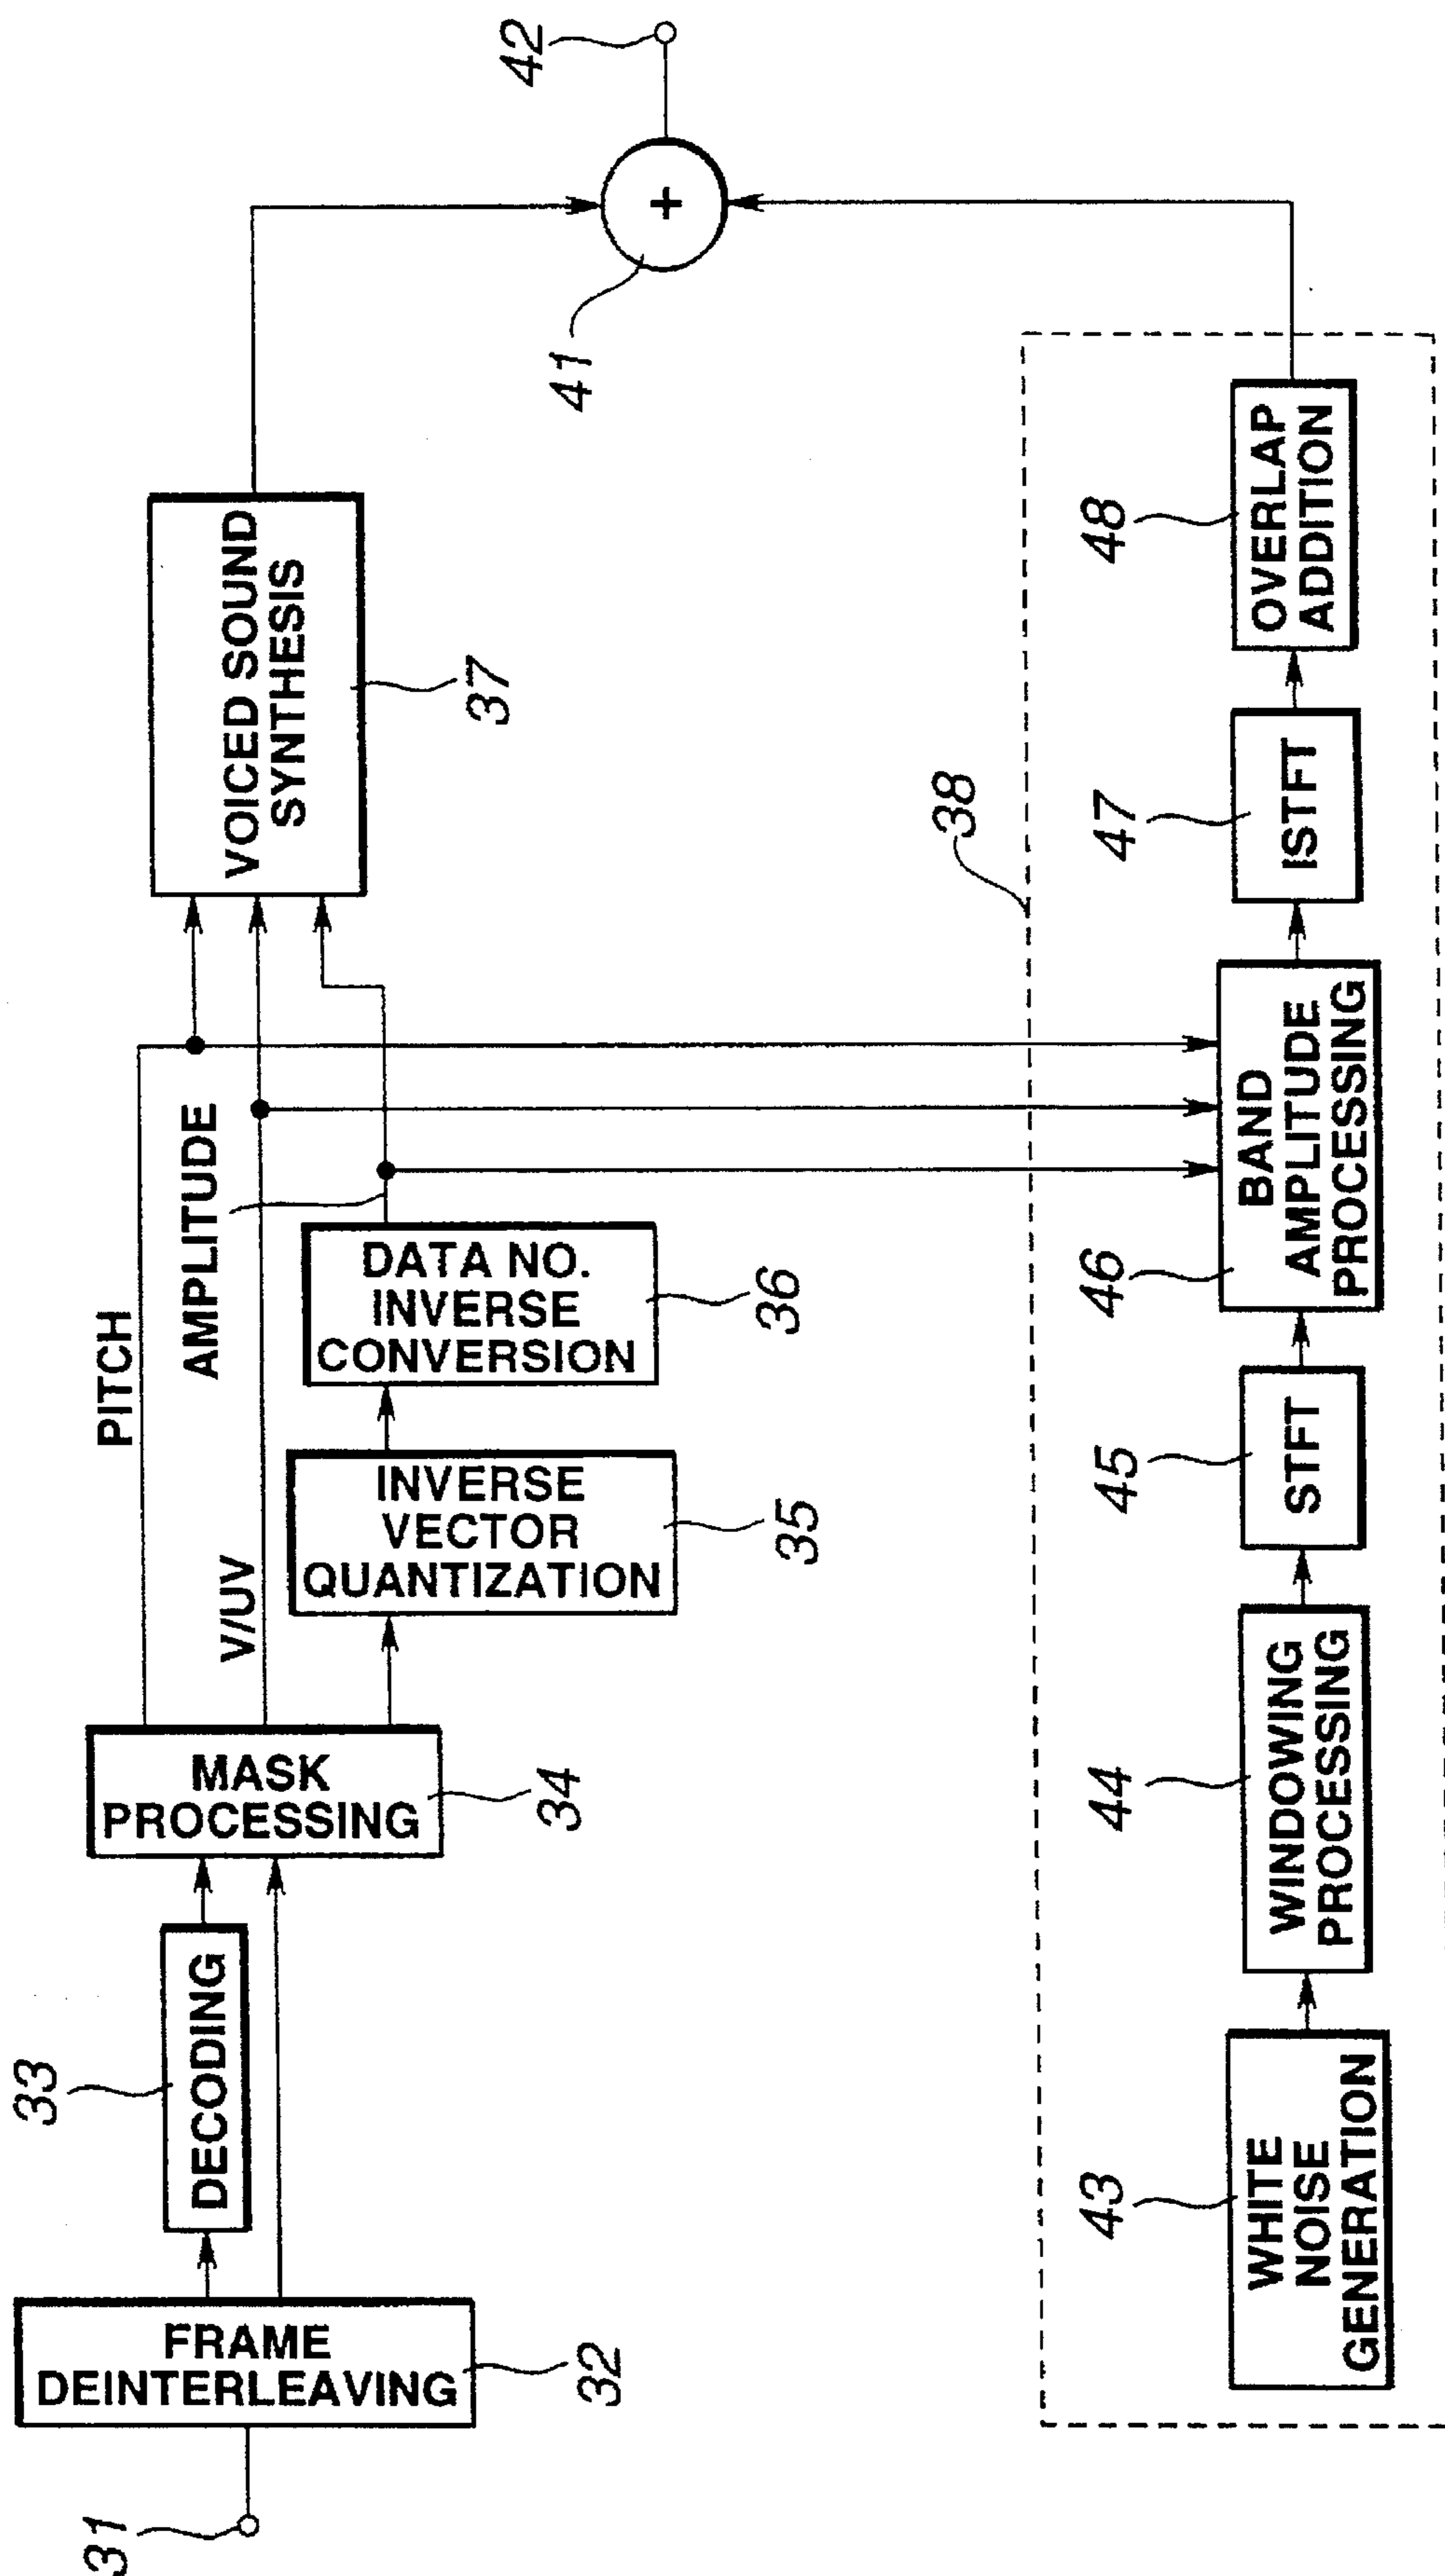 31
FRAME
DEINTERLEAVING
32
33
DECODING
MASK
PROCESSING
34
PITCH
V/UV
AMPLITUDE
INVERSE
VECTOR
QUANTIZATION
35
DATA NO.
INVERSE
CONVERSION
36
VOICED SOUND
SYNTHESIS
37
41
+
42
38
43
WHITE
NOISE
GENERATION
44
WINDOWING
PROCESSING
45
STFT
46
BAND
AMPLITUDE
PROCESSING
47
ISTFT
48
OVERLAP
ADDITION